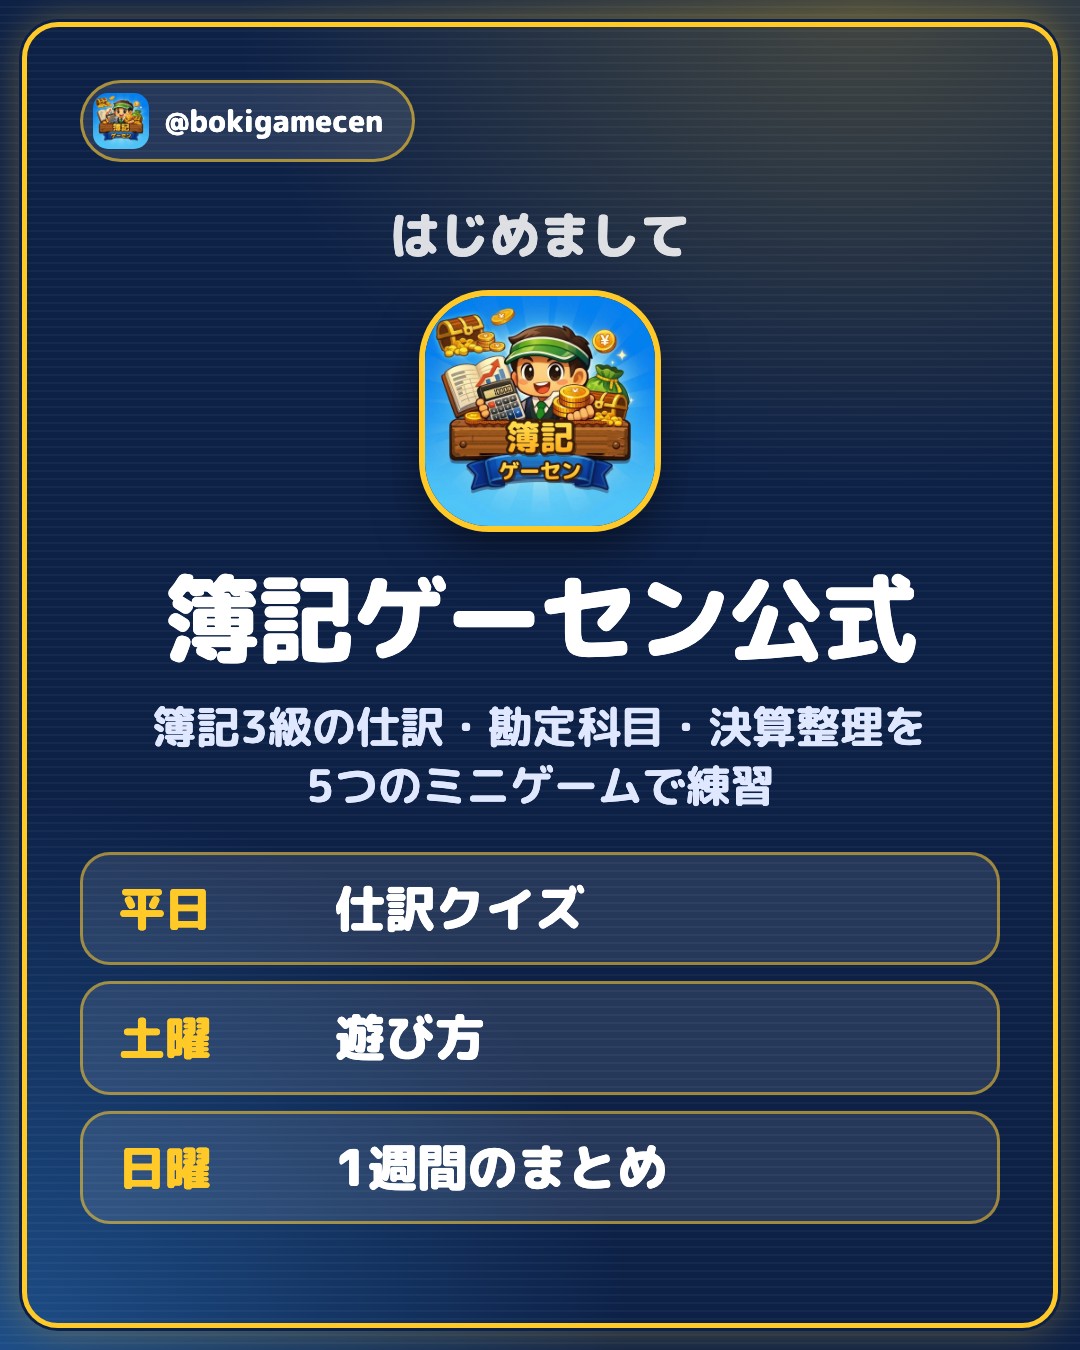 @bokigamecen
はじめまして
簿記
ゲーセン
簿記ゲーセン公式
簿記3級の仕訳・勘定科目・決算整理を
5つのミニゲームで練習
平日 仕訳クイズ
土曜 遊び方
日曜 1週間のまとめ